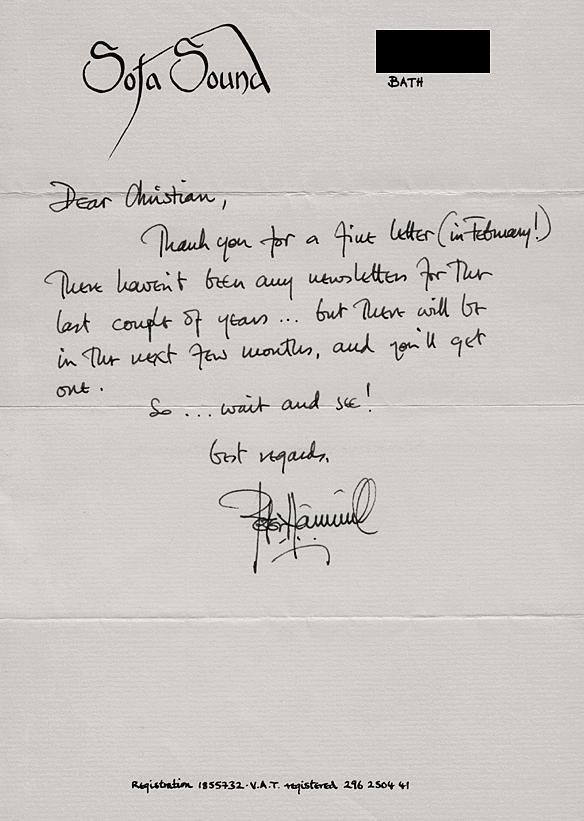 Sofa Sound
BATH
Dear Christian,
Thank you for a fine letter (in February!)
There haven't been any newsletters for the
last couple of years ... but there will be
in the next few months, and you'll get
one.
So ... wait and see!
best regards,
Peter Hammill
Registration 1855732 · V.A.T. registered 296 2504 41